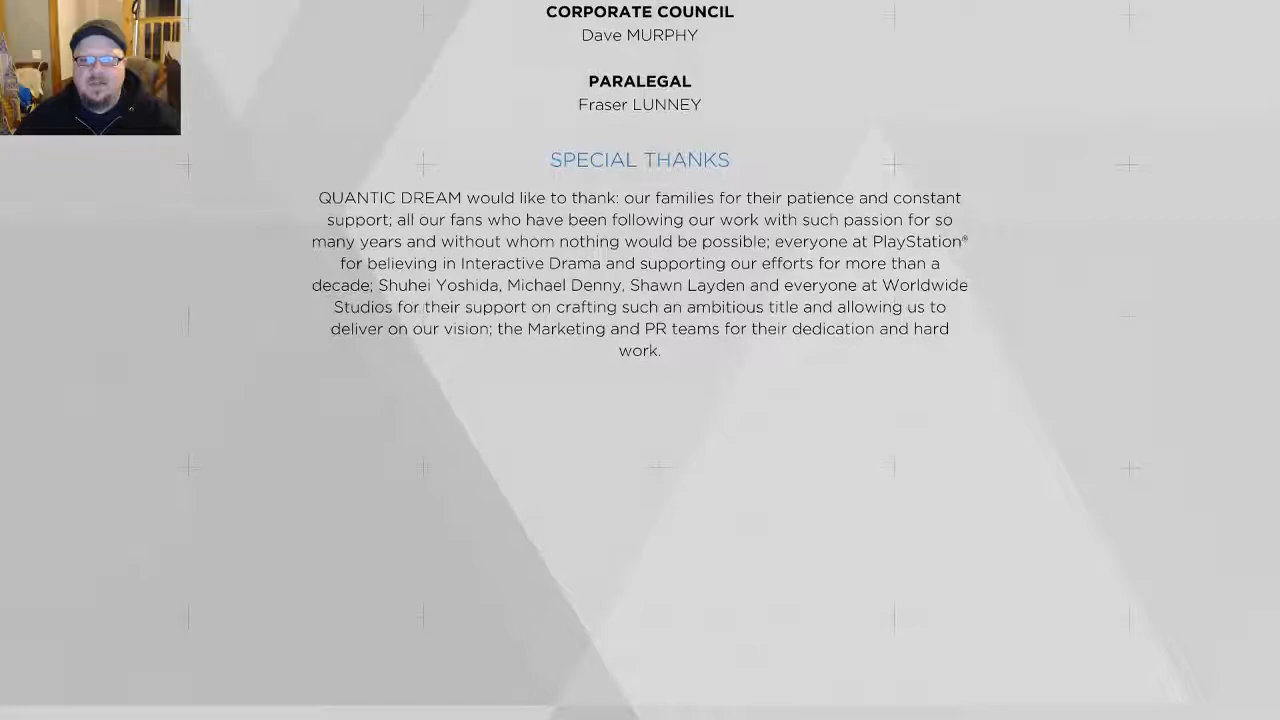 CORPORATE COUNCIL
Dave MURPHY
PARALEGAL
Fraser LUNNEY
SPECIAL THANKS
QUANTIC DREAM would like to thank: our families for their patience and constant
support; all our fans who have been following our work with such passion for so
many years and without whom nothing would be possible; everyone at PlayStation®
for believing in Interactive Drama and supporting our efforts for more than a
decade; Shuhei Yoshida, Michael Denny, Shawn Layden and everyone at Worldwide
Studios for their support on crafting such an ambitious title and allowing us to
deliver on our vision; the Marketing and PR teams for their dedication and hard
work.